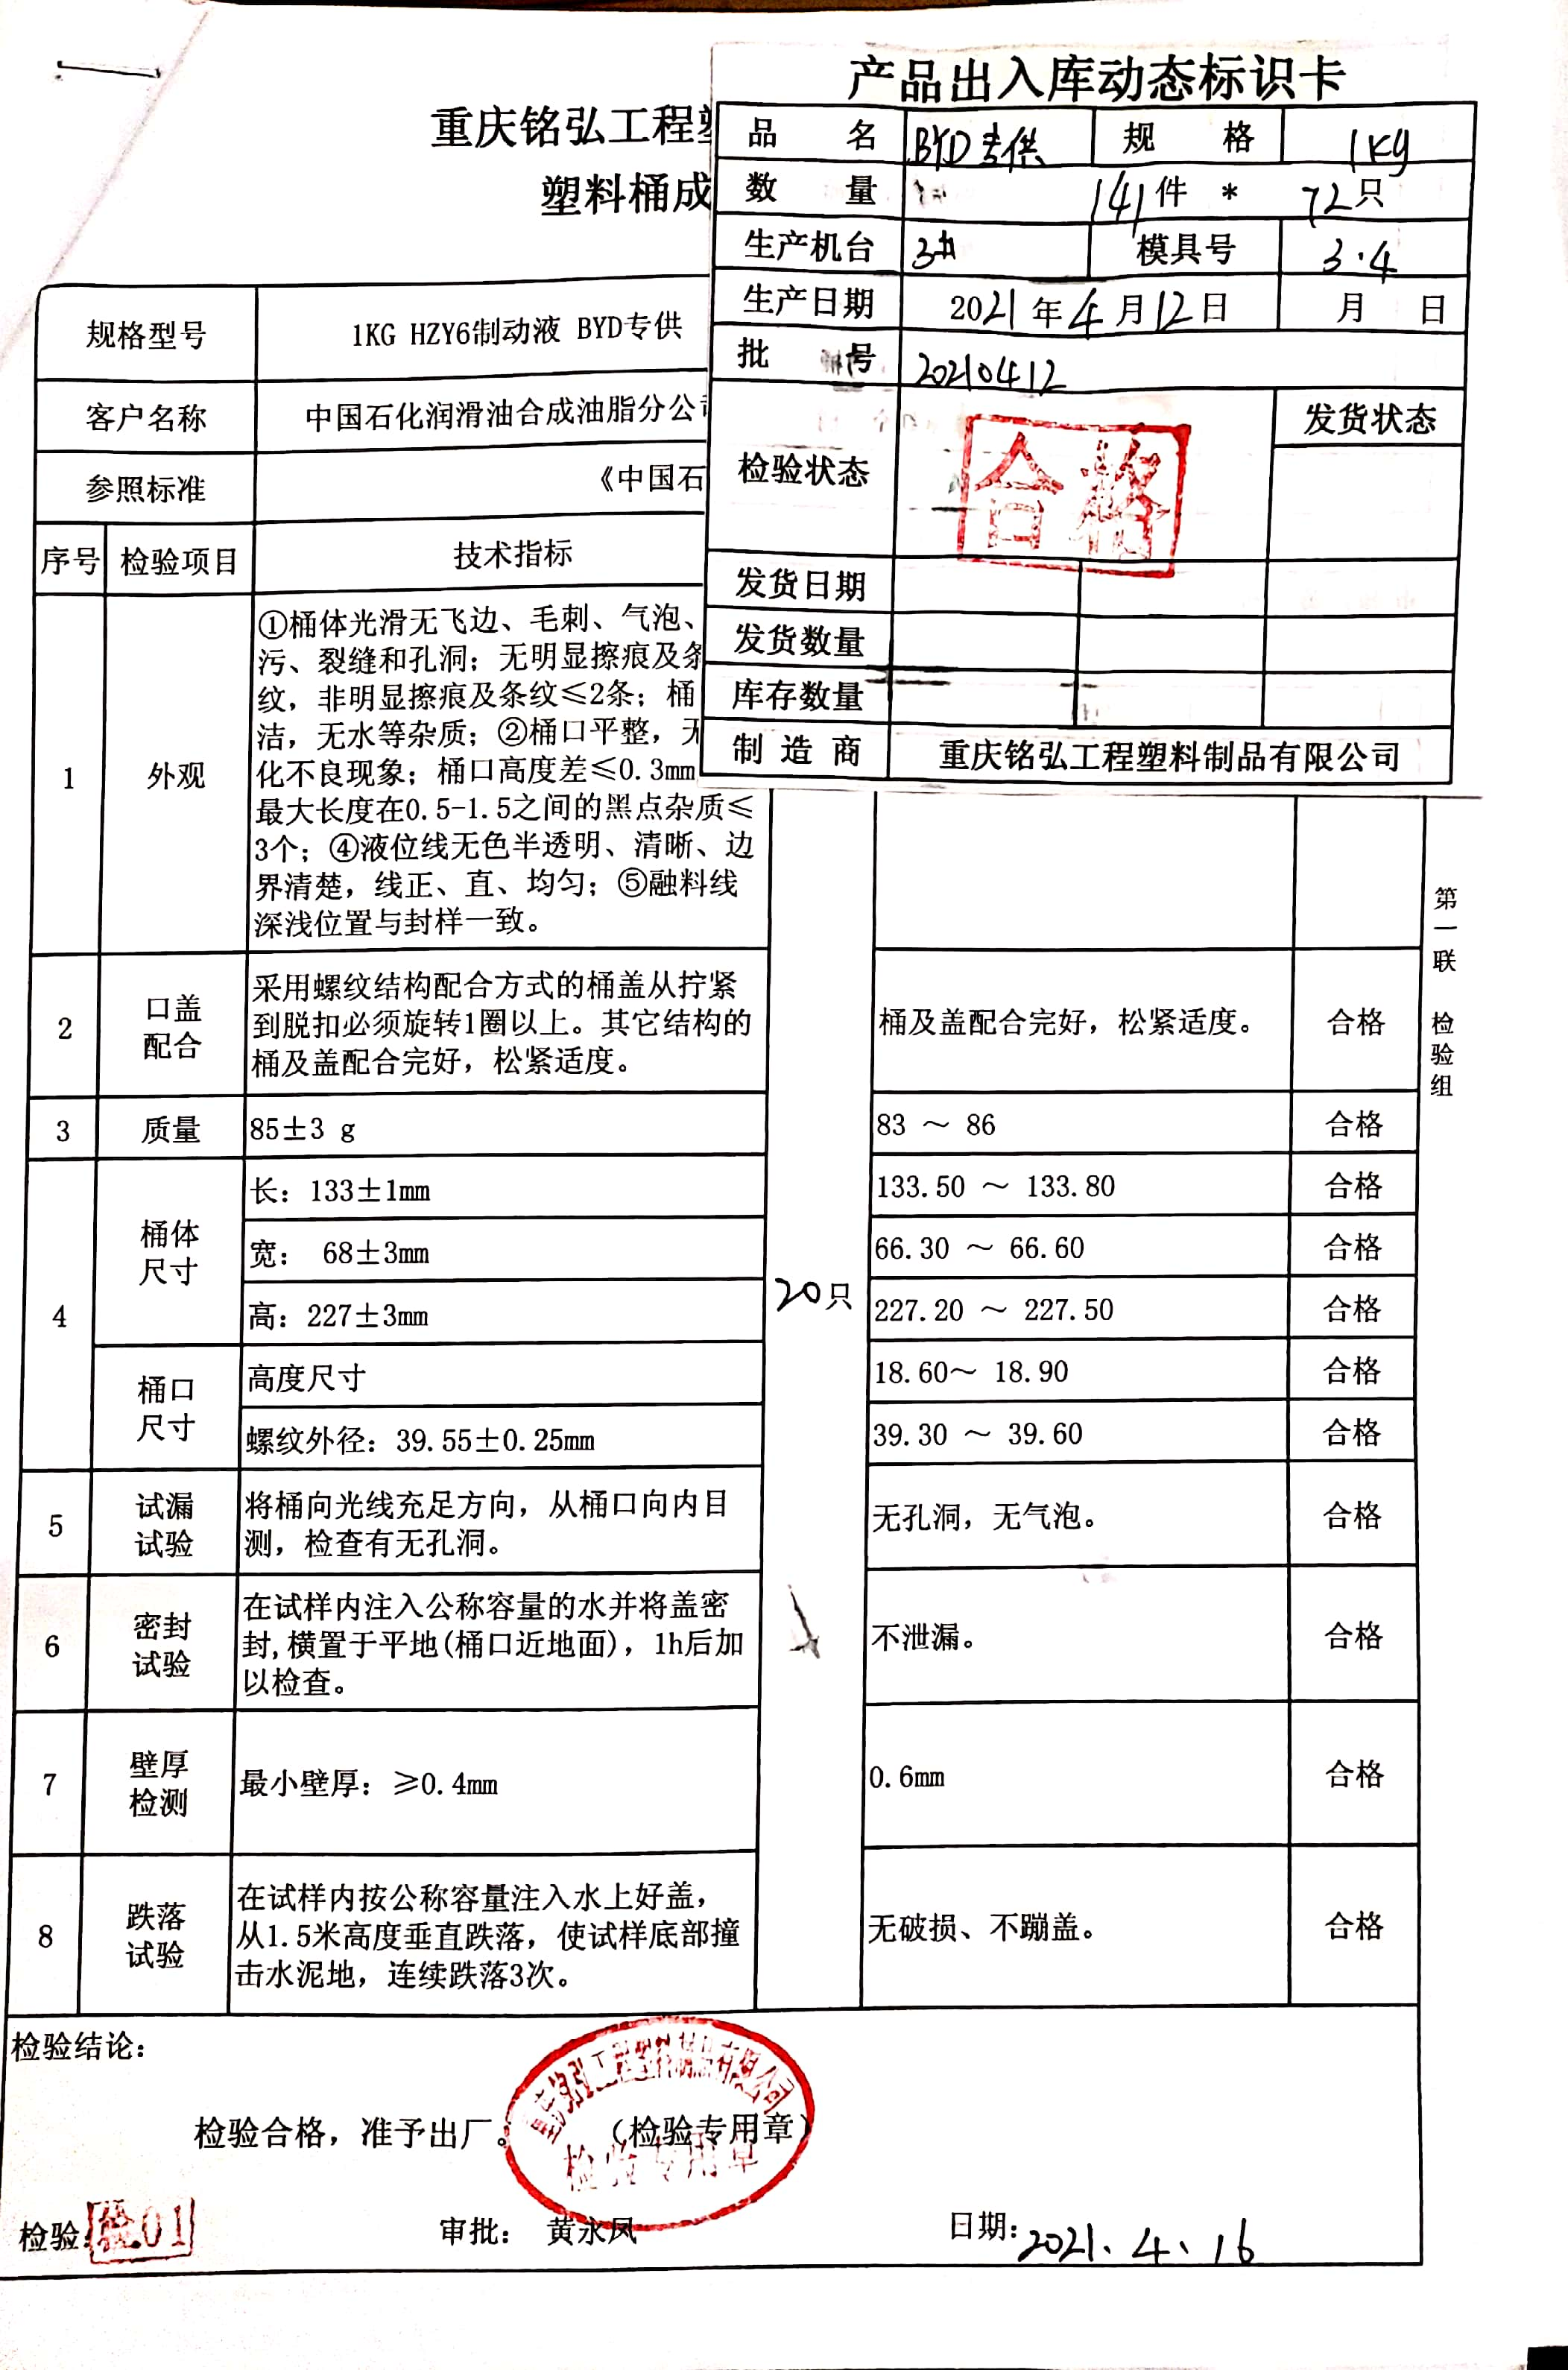 产品出入库动态标识卡
品 名 BYD专供 规 格 1KG
数 量 141件 * 72只
生产机台 3# 模具号 3.4
生产日期 2021年4月12日 月 日
批 号 20210412
检验状态 合格 发货状态
发货日期
发货数量
库存数量
制造商 重庆铭弘工程塑料制品有限公司
重庆铭弘工程
塑料桶成
规格型号 1KG HZY6制动液 BYD专供
客户名称 中国石化润滑油合成油脂分公
参照标准 《中国石
序号 检验项目 技术指标
1 外观
①桶体光滑无飞边、毛刺、气泡、
污、裂缝和孔洞；无明显擦痕及条
纹，非明显擦痕及条纹≤2条；桶
洁，无水等杂质；②桶口平整，无
化不良现象；桶口高度差≤0.3mm
最大长度在0.5-1.5之间的黑点杂质≤
3个；④液位线无色半透明、清晰、边
界清楚，线正、直、均匀；⑤融料线
深浅位置与封样一致。
2 口盖
配合
采用螺纹结构配合方式的桶盖从拧紧
到脱扣必须旋转1圈以上。其它结构的
桶及盖配合完好，松紧适度。
桶及盖配合完好，松紧适度。 合格
3 质量 85±3 g 83 ～ 86 合格
4 桶体
尺寸
长：133±1mm 133.50 ～ 133.80 合格
宽： 68±3mm 66.30 ～ 66.60 合格
高：227±3mm 227.20 ～ 227.50 合格
20只
桶口
尺寸
高度尺寸 18.60～ 18.90 合格
螺纹外径：39.55±0.25mm 39.30 ～ 39.60 合格
5 试漏
试验
将桶向光线充足方向，从桶口向内目
测，检查有无孔洞。
无孔洞，无气泡。 合格
6 密封
试验
在试样内注入公称容量的水并将盖密
封,横置于平地(桶口近地面)，1h后加
以检查。
不泄漏。 合格
7 壁厚
检测
最小壁厚：≥0.4mm 0.6mm 合格
8 跌落
试验
在试样内按公称容量注入水上好盖，
从1.5米高度垂直跌落，使试样底部撞
击水泥地，连续跌落3次。
无破损、不蹦盖。 合格
第一联 检验组
检验结论：
检验合格，准予出厂。 （检验专用章）
重庆铭弘工程塑料制品有限公司
检验专用章
检验：检01 审批： 黄永凤 日期：2021、4、16